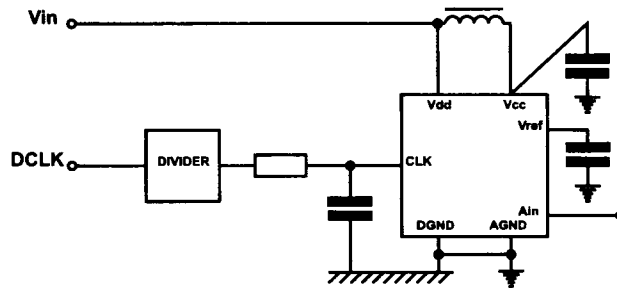 Vin
Vdd
Vcc
Vref
DCLK
DIVIDER
CLK
Ain
DGND
AGND